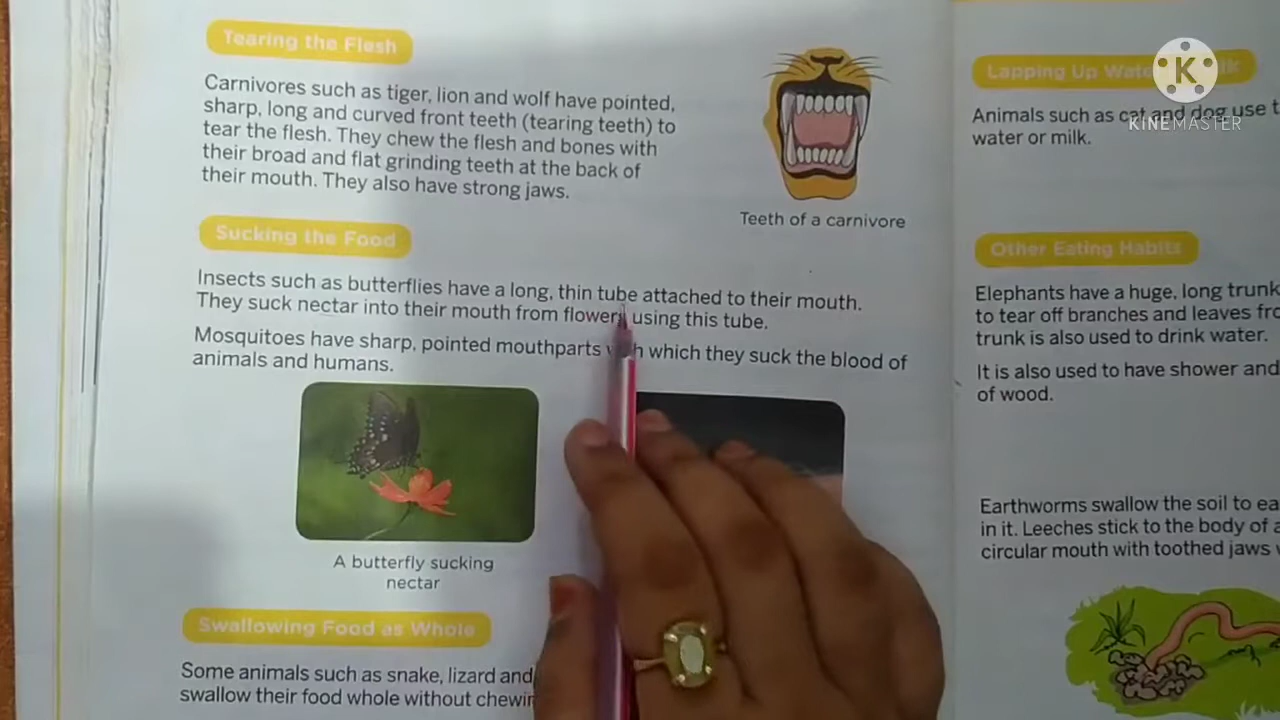 Tearing the Flesh
Carnivores such as tiger, lion and wolf have pointed,
sharp, long and curved front teeth (tearing teeth) to
tear the flesh. They chew the flesh and bones with
their broad and flat grinding teeth at the back of
their mouth. They also have strong jaws.
Teeth of a carnivore
Sucking the Food
Insects such as butterflies have a long, thin tube attached to their mouth.
They suck nectar into their mouth from flowers using this tube.
Mosquitoes have sharp, pointed mouthparts which they suck the blood of
animals and humans.
A butterfly sucking
nectar
Swallowing Food as Whole
Some animals such as snake, lizard and
swallow their food whole without
Lapping Up
Animals such as cat and dog use
water or milk.
Other Eating Habits
Elephants have a huge, long trunk
to tear off branches and leaves
trunk is also used to drink water.
It is also used to have shower and
of wood.
Earthworms swallow the soil to
in it. Leeches stick to the body of
circular mouth with toothed jaws
K
KINEMASTER